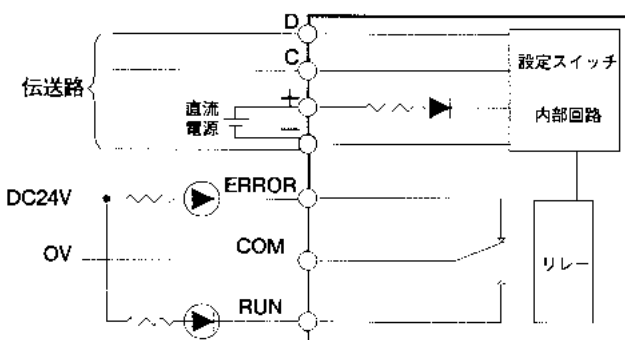 D
C
伝送路
+
直流
電源
−
設定スイッチ
内部回路
DC24V
ERROR
0V
COM
リレー
RUN